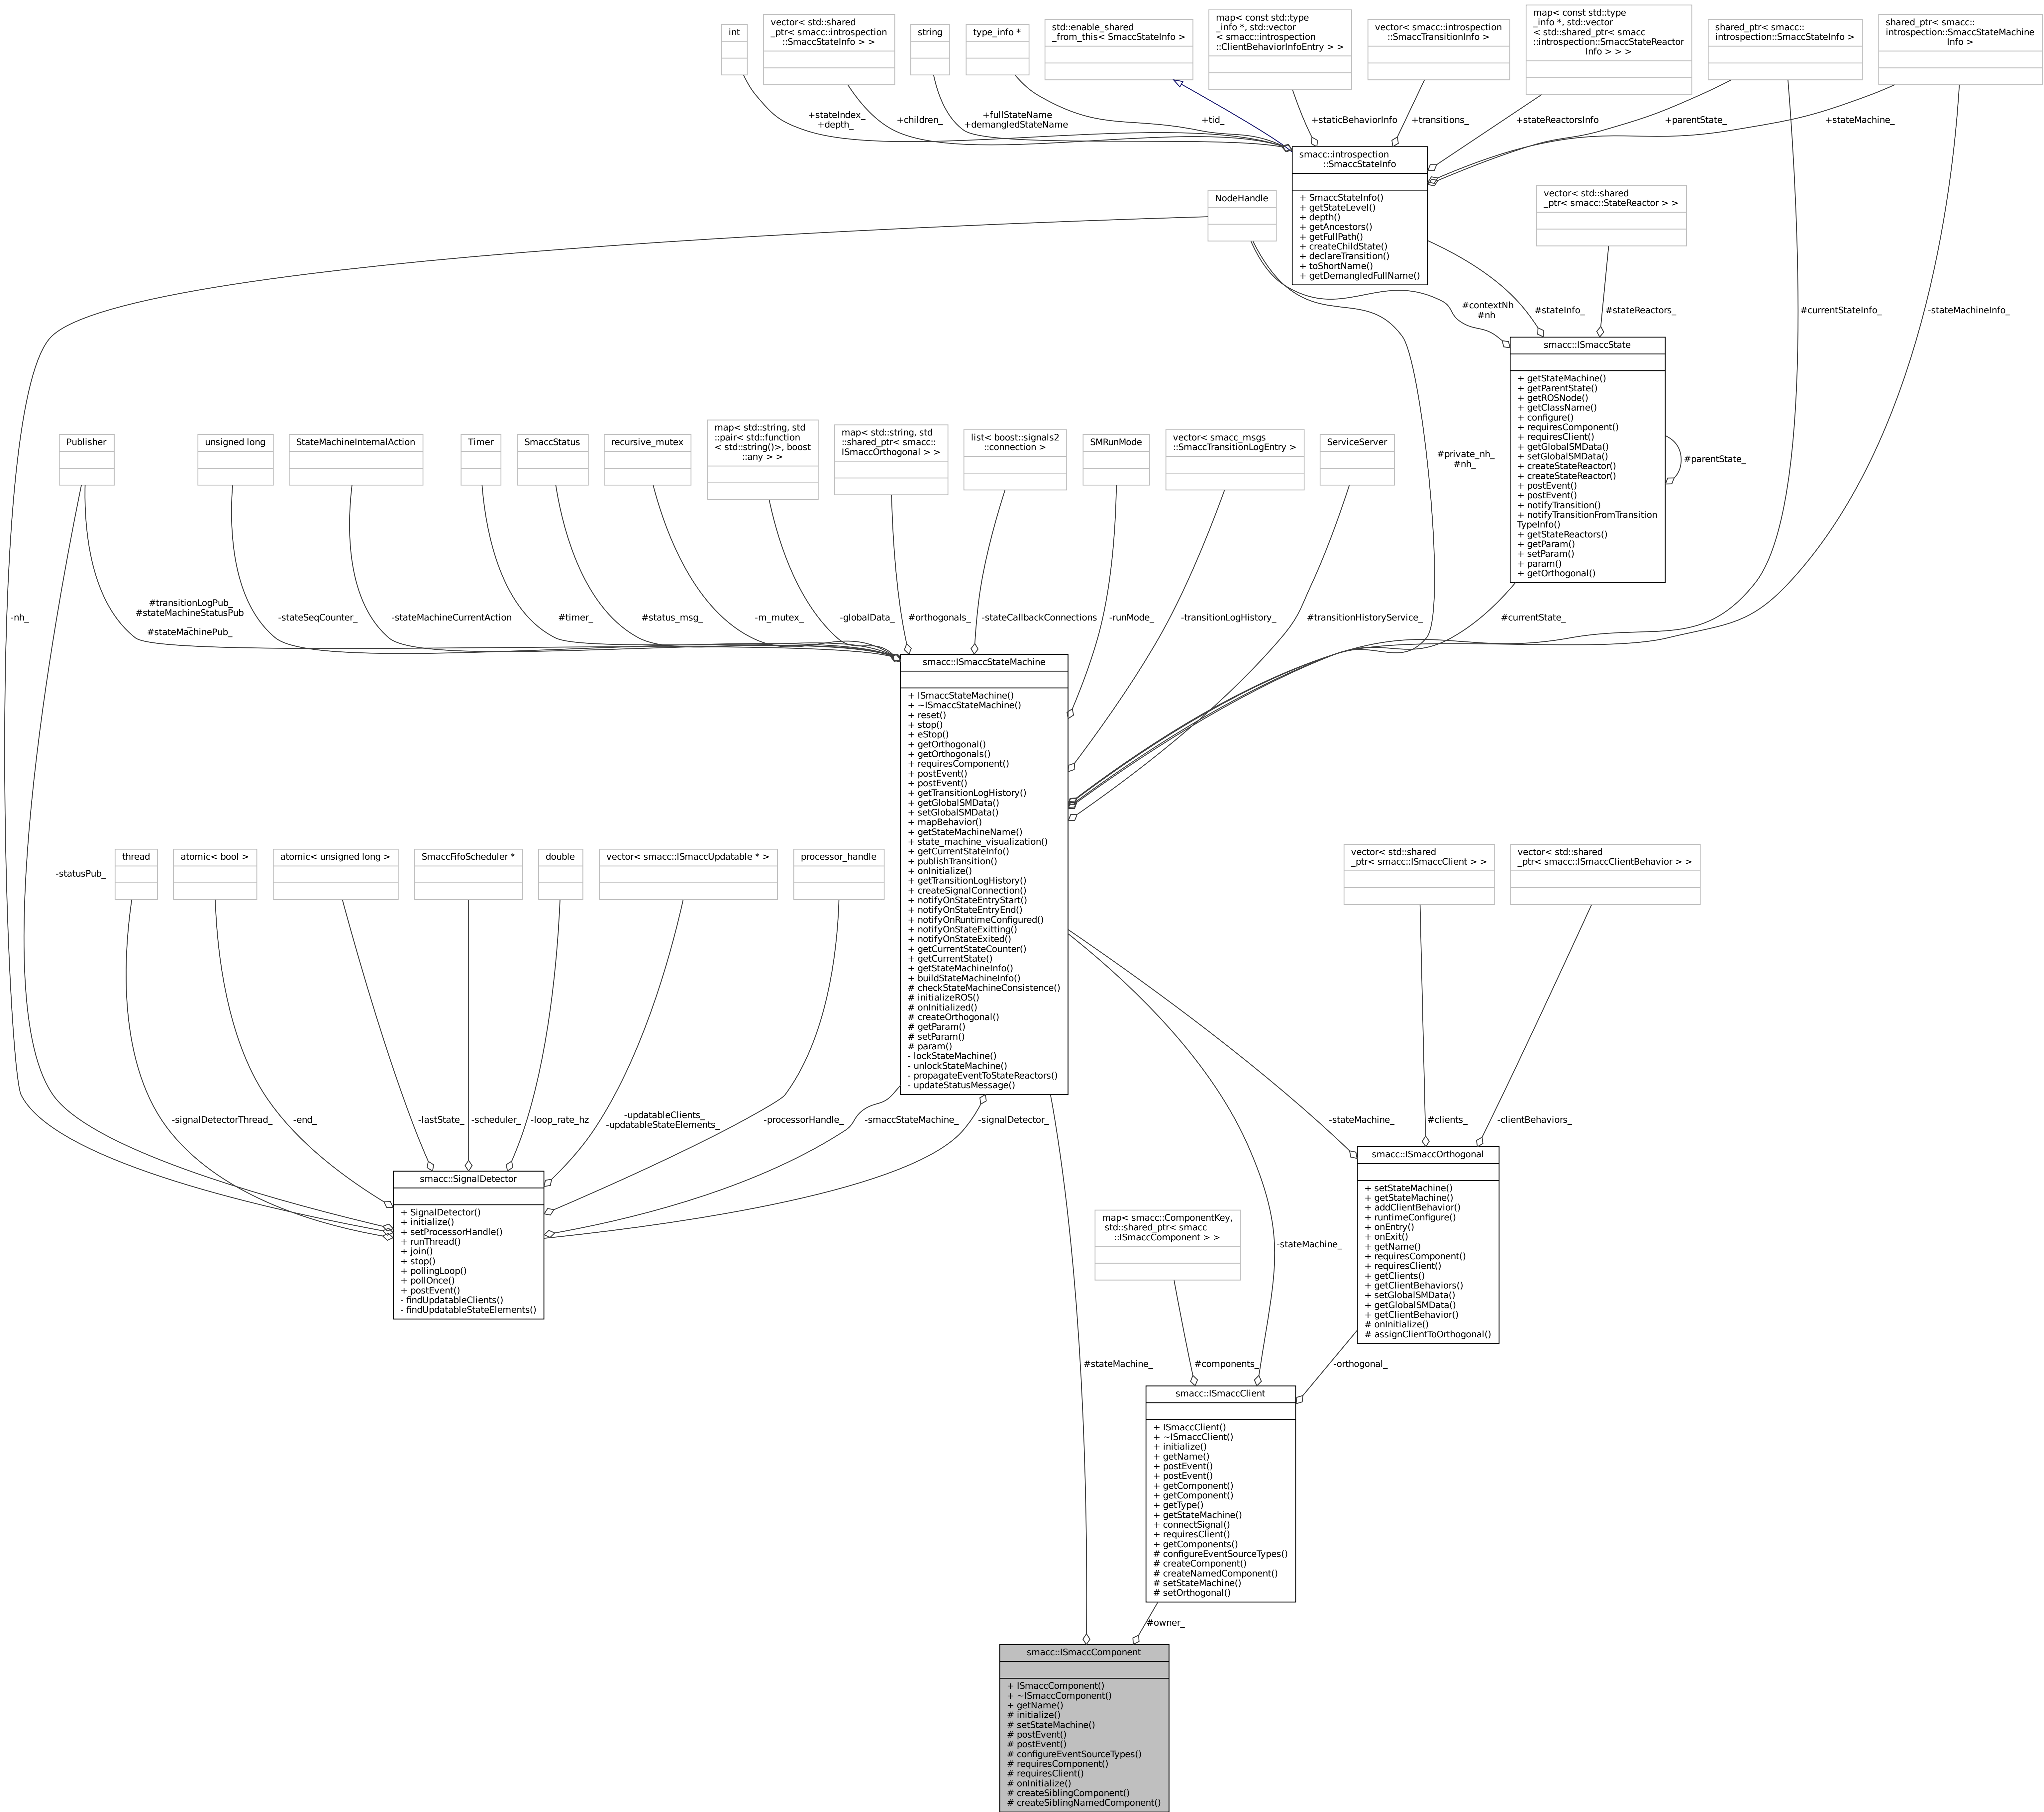 int
vector< std::shared
_ptr< smacc::introspection
::SmaccStateInfo > >
string
type_info *
std::enable_shared
_from_this< SmaccStateInfo >
map< const std::type
_info *, std::vector
< smacc::introspection
::ClientBehaviorInfoEntry > >
vector< smacc::introspection
::SmaccTransitionInfo >
map< const std::type
_info *, std::vector
< std::shared_ptr< smacc
::introspection::SmaccStateReactor
Info > > >
shared_ptr< smacc::
introspection::SmaccStateInfo >
shared_ptr< smacc::
introspection::SmaccStateMachine
Info >
+stateIndex_
+depth_
+children_
+fullStateName
+demangledStateName
+tid_
+staticBehaviorInfo
+transitions_
+stateReactorsInfo
+parentState_
+stateMachine_
smacc::introspection
::SmaccStateInfo
+ SmaccStateInfo()
+ getStateLevel()
+ depth()
+ getAncestors()
+ getFullPath()
+ createChildState()
+ declareTransition()
+ toShortName()
+ getDemangledFullName()
NodeHandle
vector< std::shared
_ptr< smacc::StateReactor > >
#contextNh
#nh
#stateInfo_
#stateReactors_
#currentStateInfo_
-stateMachineInfo_
smacc::ISmaccState
+ getStateMachine()
+ getParentState()
+ getROSNode()
+ getClassName()
+ configure()
+ requiresComponent()
+ requiresClient()
+ getGlobalSMData()
+ setGlobalSMData()
+ createStateReactor()
+ createStateReactor()
+ postEvent()
+ postEvent()
+ notifyTransition()
+ notifyTransitionFromTransition
TypeInfo()
+ getStateReactors()
+ getParam()
+ setParam()
+ param()
+ getOrthogonal()
#parentState_
Publisher
unsigned long
StateMachineInternalAction
Timer
SmaccStatus
recursive_mutex
map< std::string, std
::pair< std::function
< std::string()>, boost
::any > >
map< std::string, std
::shared_ptr< smacc::
ISmaccOrthogonal > >
list< boost::signals2
::connection >
SMRunMode
vector< smacc_msgs
::SmaccTransitionLogEntry >
ServiceServer
#private_nh_
#nh_
-nh_
#transitionLogPub_
#stateMachineStatusPub
_
#stateMachinePub_
-stateSeqCounter_
-stateMachineCurrentAction
#timer_
#status_msg_
-m_mutex_
-globalData_
#orthogonals_
-stateCallbackConnections
-runMode_
-transitionLogHistory_
#transitionHistoryService_
#currentState_
smacc::ISmaccStateMachine
+ ISmaccStateMachine()
+ ~ISmaccStateMachine()
+ reset()
+ stop()
+ eStop()
+ getOrthogonal()
+ getOrthogonals()
+ requiresComponent()
+ postEvent()
+ postEvent()
+ getTransitionLogHistory()
+ getGlobalSMData()
+ setGlobalSMData()
+ mapBehavior()
+ getStateMachineName()
+ state_machine_visualization()
+ getCurrentStateInfo()
+ publishTransition()
+ onInitialize()
+ getTransitionLogHistory()
+ createSignalConnection()
+ notifyOnStateEntryStart()
+ notifyOnStateEntryEnd()
+ notifyOnRuntimeConfigured()
+ notifyOnStateExitting()
+ notifyOnStateExited()
+ getCurrentStateCounter()
+ getCurrentState()
+ getStateMachineInfo()
+ buildStateMachineInfo()
# checkStateMachineConsistence()
# initializeROS()
# onInitialized()
# createOrthogonal()
# getParam()
# setParam()
# param()
- lockStateMachine()
- unlockStateMachine()
- propagateEventToStateReactors()
- updateStatusMessage()
-statusPub_
thread
atomic< bool >
atomic< unsigned long >
SmaccFifoScheduler *
double
vector< smacc::ISmaccUpdatable * >
processor_handle
vector< std::shared
_ptr< smacc::ISmaccClient > >
vector< std::shared
_ptr< smacc::ISmaccClientBehavior > >
-signalDetectorThread_
-end_
-lastState_
-scheduler_
-loop_rate_hz
-updatableClients_
-updatableStateElements_
-processorHandle_
-smaccStateMachine_
-signalDetector_
-stateMachine_
#clients_
-clientBehaviors_
smacc::SignalDetector
+ SignalDetector()
+ initialize()
+ setProcessorHandle()
+ runThread()
+ join()
+ stop()
+ pollingLoop()
+ pollOnce()
+ postEvent()
- findUpdatableClients()
- findUpdatableStateElements()
smacc::ISmaccOrthogonal
+ setStateMachine()
+ getStateMachine()
+ addClientBehavior()
+ runtimeConfigure()
+ onEntry()
+ onExit()
+ getName()
+ requiresComponent()
+ requiresClient()
+ getClients()
+ getClientBehaviors()
+ setGlobalSMData()
+ getGlobalSMData()
+ getClientBehavior()
# onInitialize()
# assignClientToOrthogonal()
map< smacc::ComponentKey,
std::shared_ptr< smacc
::ISmaccComponent > >
-stateMachine_
#stateMachine_
#components_
-orthogonal_
smacc::ISmaccClient
+ ISmaccClient()
+ ~ISmaccClient()
+ initialize()
+ getName()
+ postEvent()
+ postEvent()
+ getComponent()
+ getComponent()
+ getType()
+ getStateMachine()
+ connectSignal()
+ requiresClient()
+ getComponents()
# configureEventSourceTypes()
# createComponent()
# createNamedComponent()
# setStateMachine()
# setOrthogonal()
#owner_
smacc::ISmaccComponent
+ ISmaccComponent()
+ ~ISmaccComponent()
+ getName()
# initialize()
# setStateMachine()
# postEvent()
# postEvent()
# configureEventSourceTypes()
# requiresComponent()
# requiresClient()
# onInitialize()
# createSiblingComponent()
# createSiblingNamedComponent()